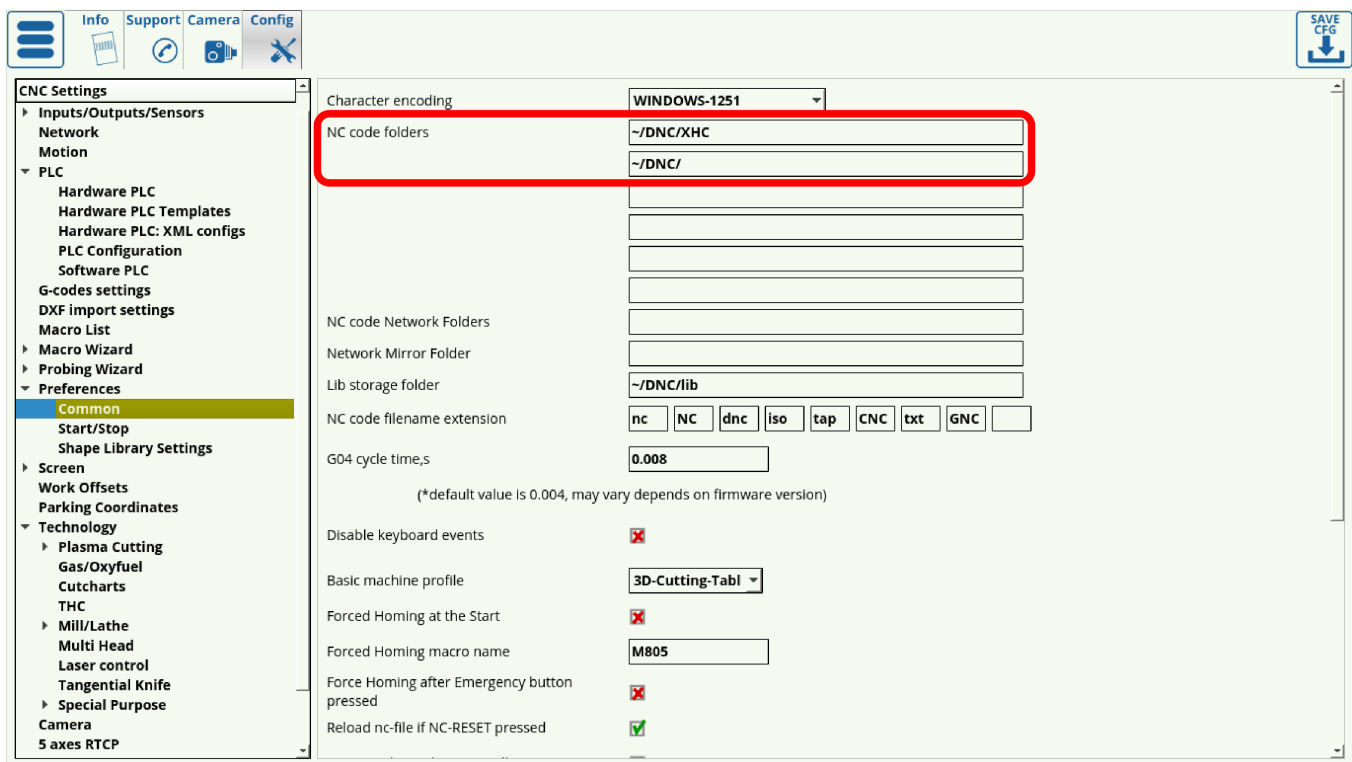 Info Support Camera Config
SAVE
CFG
CNC Settings
Inputs/Outputs/Sensors
Network
Motion
PLC
Hardware PLC
Hardware PLC Templates
Hardware PLC: XML configs
PLC Configuration
Software PLC
G-codes settings
DXF import settings
Macro List
Macro Wizard
Probing Wizard
Preferences
Common
Start/Stop
Shape Library Settings
Screen
Work Offsets
Parking Coordinates
Technology
Plasma Cutting
Gas/Oxyfuel
Cutcharts
THC
Mill/Lathe
Multi Head
Laser control
Tangential Knife
Special Purpose
Camera
5 axes RTCP
Character encoding WINDOWS-1251
NC code folders ~/DNC/XHC
~/DNC/
NC code Network Folders
Network Mirror Folder
Lib storage folder ~/DNC/lib
NC code filename extension nc NC dnc iso tap CNC txt GNC
G04 cycle time,s 0.008
(*default value is 0.004, may vary depends on firmware version)
Disable keyboard events
Basic machine profile 3D-Cutting-Tabl
Forced Homing at the Start
Forced Homing macro name M805
Force Homing after Emergency button
pressed
Reload nc-file if NC-RESET pressed